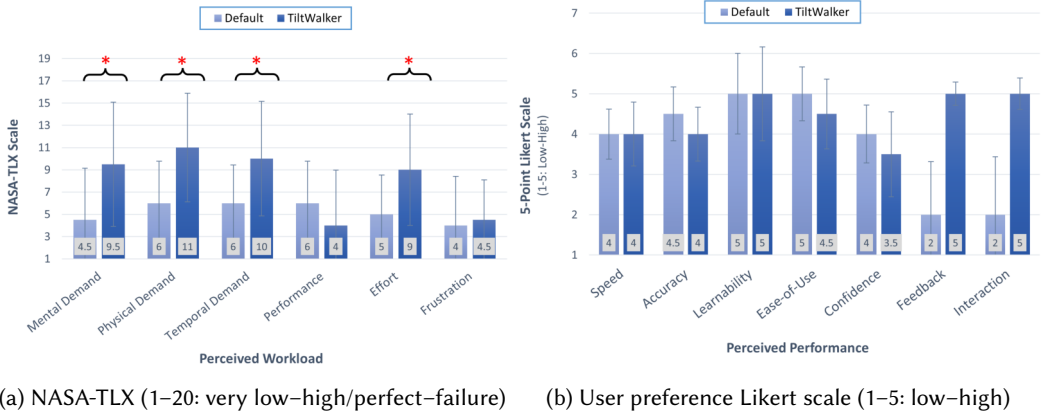 Default TiltWalker
NASA-TLX Scale
19
17
15
13
11
9
7
5
3
1
* * * *
4.5 9.5 6 11 6 10 6 4 5 9 4 4.5
Mental Demand
Physical Demand
Temporal Demand
Performance
Effort
Frustration
Perceived Workload
(a) NASA-TLX (1–20: very low–high/perfect–failure)
Default TiltWalker
5-Point Likert Scale
(1-5: Low-High)
7
6
5
4
3
2
1
4 4 4.5 4 5 5 5 4.5 4 3.5 2 5 2 5
Speed
Accuracy
Learnability
Ease-of-Use
Confidence
Feedback
Interaction
Perceived Performance
(b) User preference Likert scale (1–5: low–high)